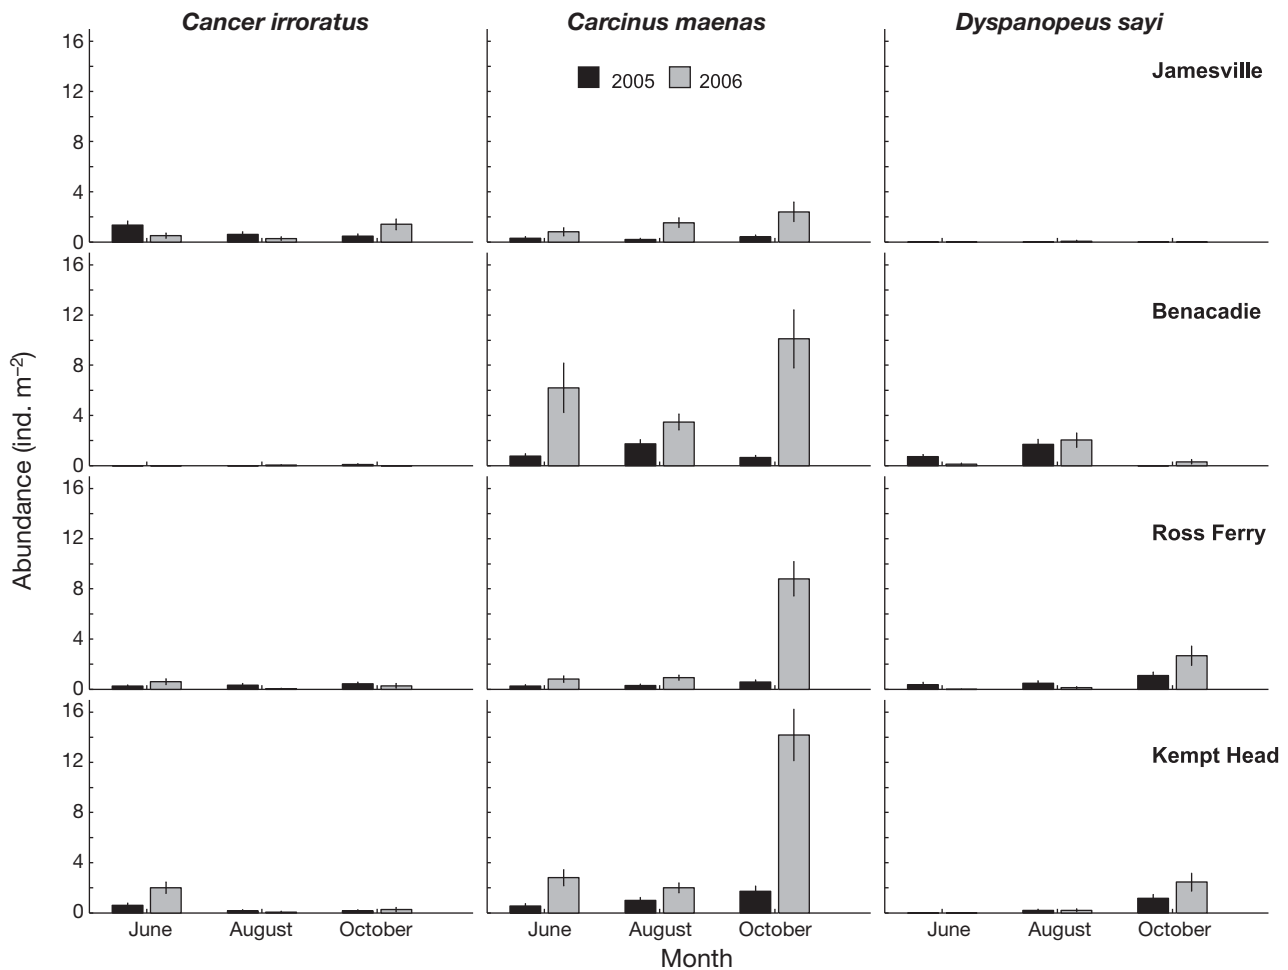 Cancer irroratus Carcinus maenas Dyspanopeus sayi
16
12
8
4
0
2005 2006
Jamesville
16
12
8
4
0
Benacadie
16
12
8
4
0
Ross Ferry
16
12
8
4
0
Kempt Head
Abundance (ind. m⁻²)
June August October June August October June August October
Month